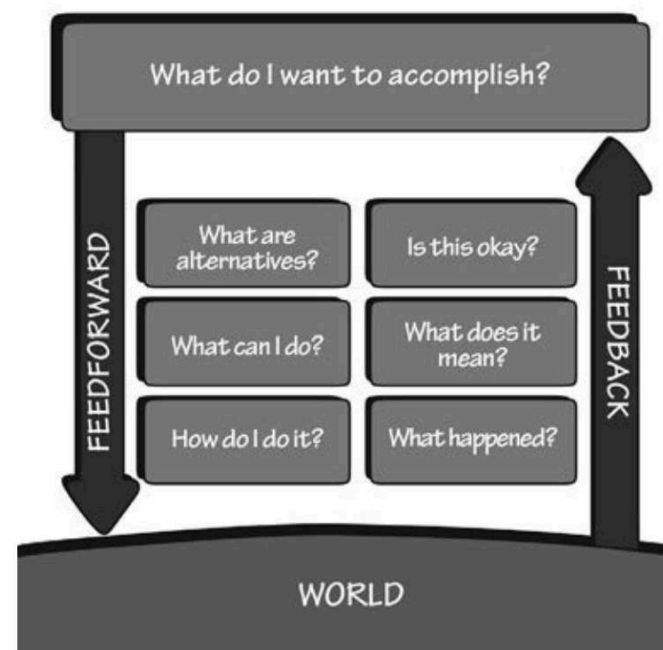 What do I want to accomplish?
FEEDFORWARD
What are
alternatives?
What can I do?
How do I do it?
Is this okay?
What does it
mean?
What happened?
FEEDBACK
WORLD